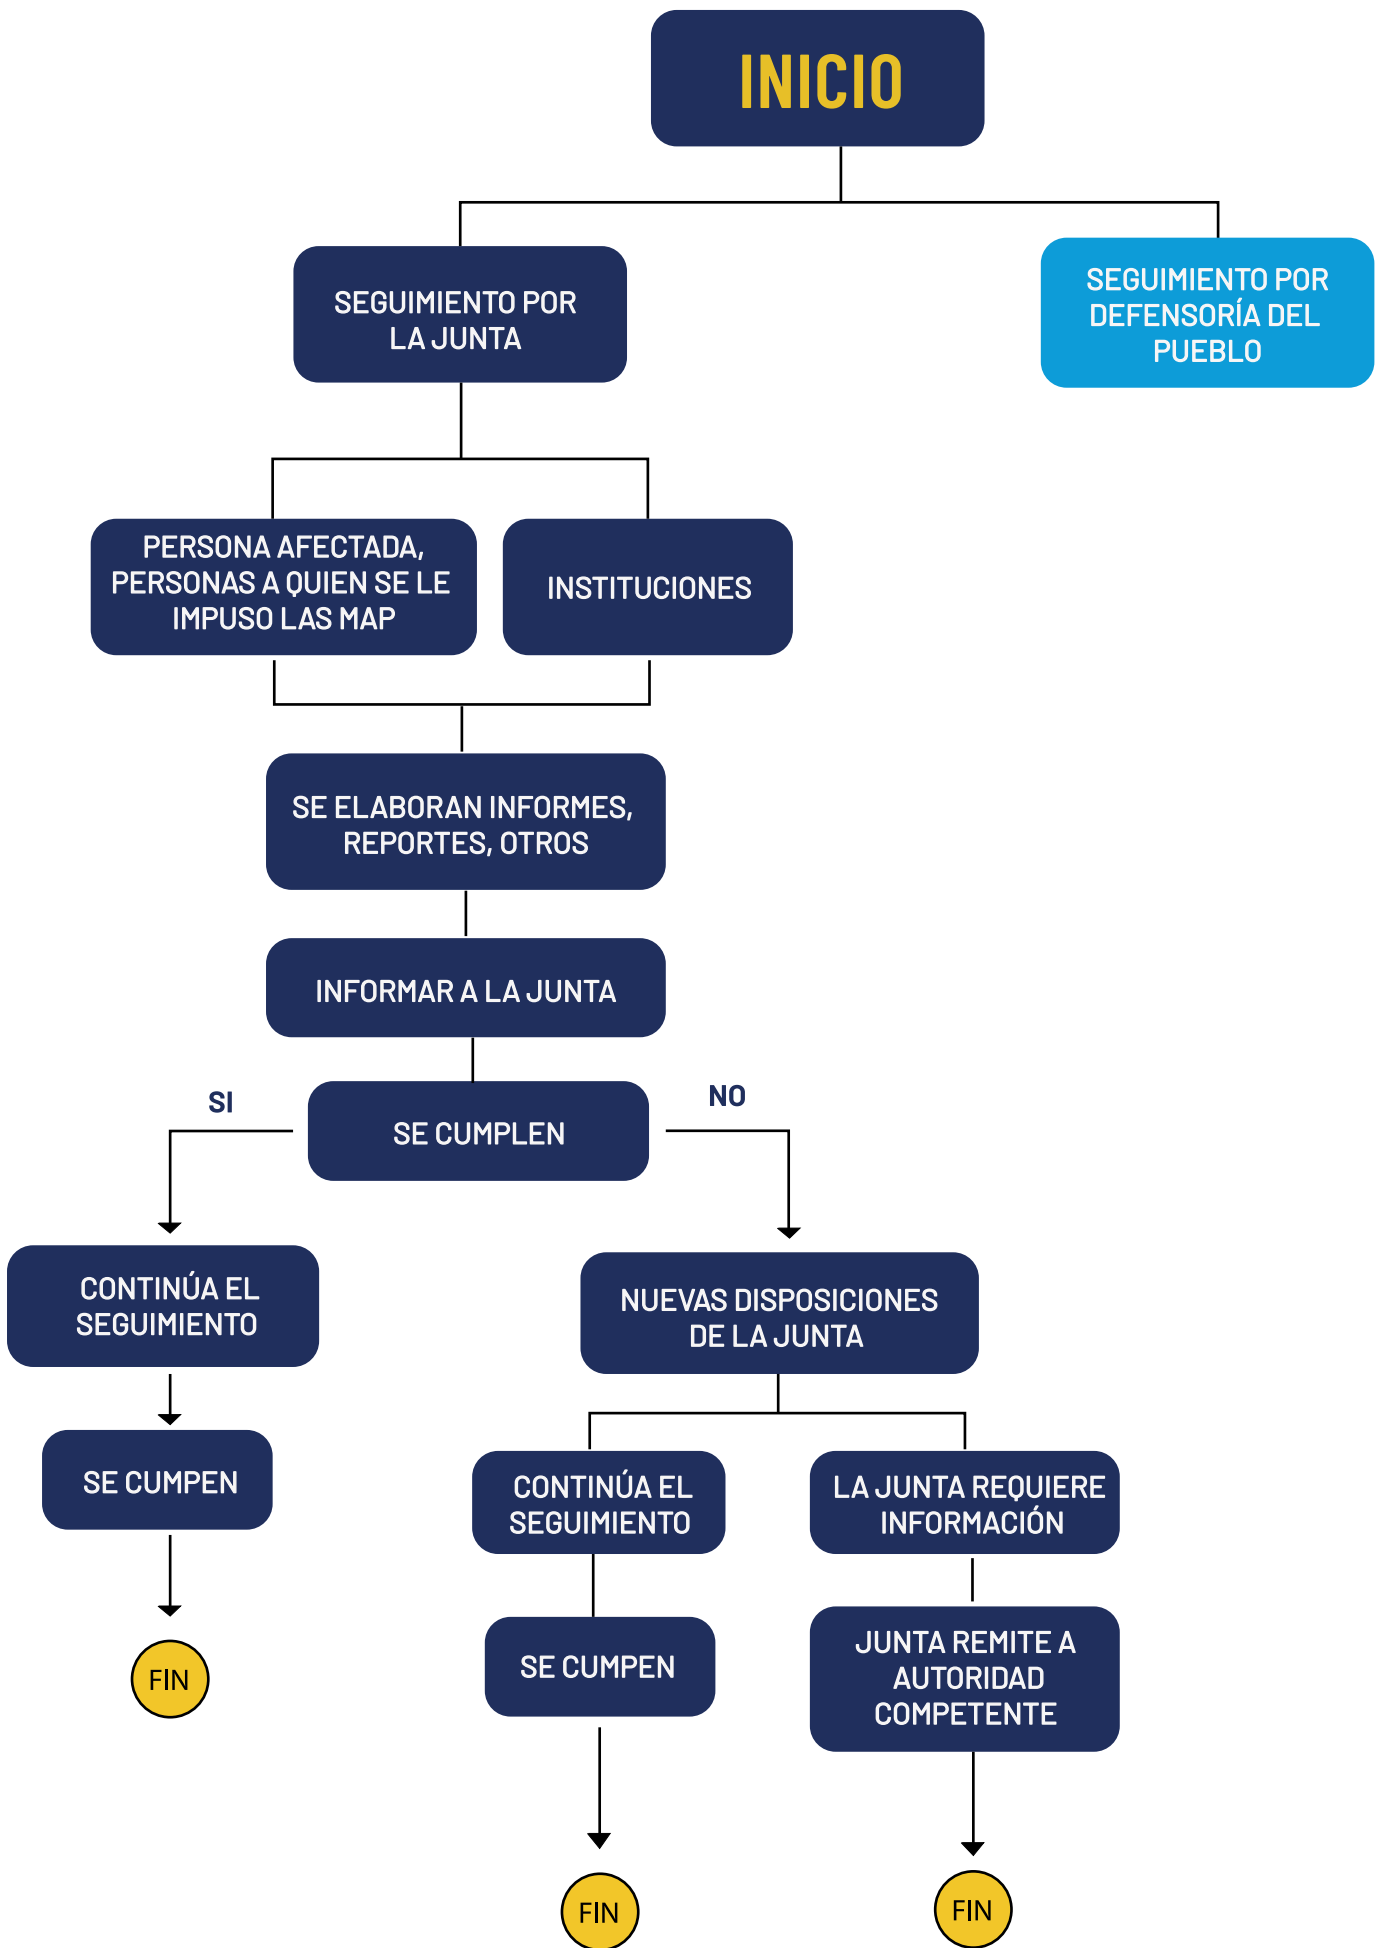 INICIO
SEGUIMIENTO POR
LA JUNTA
SEGUIMIENTO POR
DEFENSORÍA DEL
PUEBLO
PERSONA AFECTADA,
PERSONAS A QUIEN SE LE
IMPUSO LAS MAP
INSTITUCIONES
SE ELABORAN INFORMES,
REPORTES, OTROS
INFORMAR A LA JUNTA
SI
NO
SE CUMPLEN
CONTINÚA EL
SEGUIMIENTO
NUEVAS DISPOSICIONES
DE LA JUNTA
SE CUMPEN
CONTINÚA EL
SEGUIMIENTO
LA JUNTA REQUIERE
INFORMACIÓN
FIN
SE CUMPEN
JUNTA REMITE A
AUTORIDAD
COMPETENTE
FIN
FIN